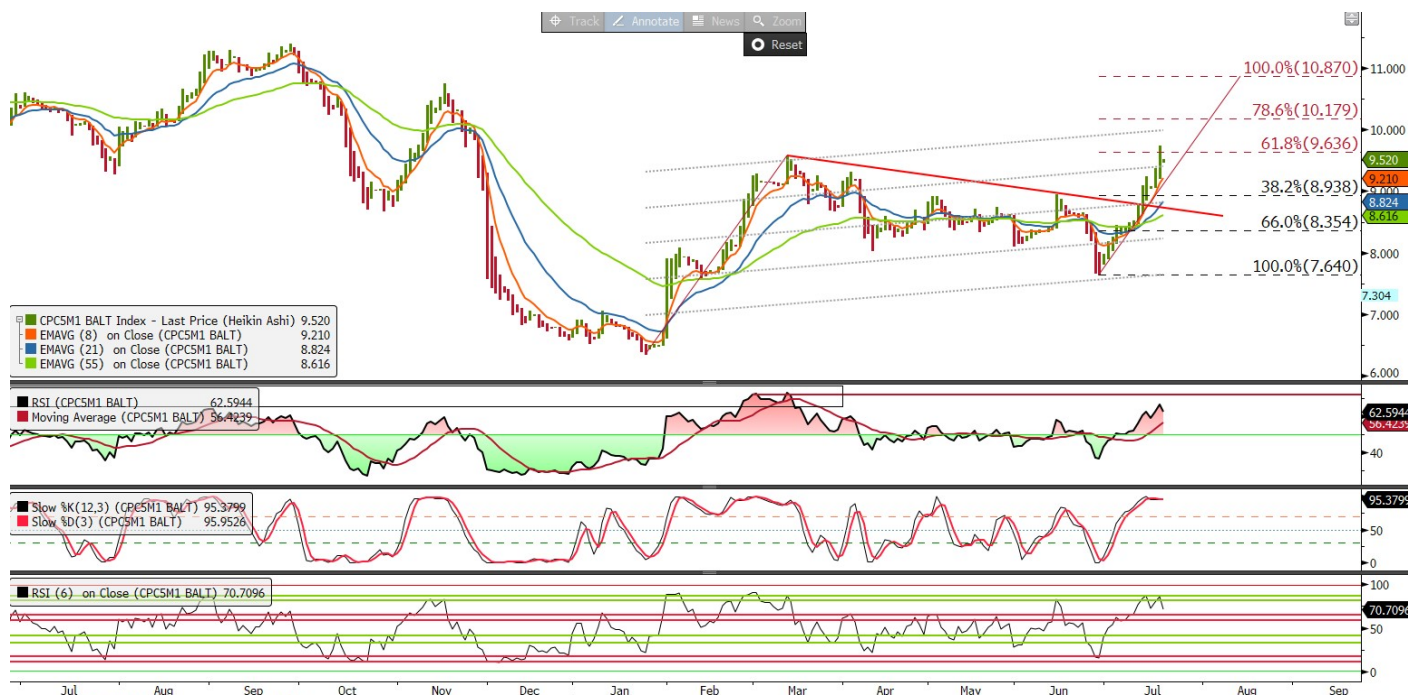 Track Annotate News Zoom
Reset
100.0%(10.870)
78.6%(10.179)
61.8%(9.636)
38.2%(8.938)
66.0%(8.354)
100.0%(7.640)
11.000
10.000
9.520
9.210
9.000
8.824
8.616
8.000
7.304
7.000
6.000
CPC5M1 BALT Index - Last Price (Heikin Ashi) 9.520
EMAVG (8) on Close (CPC5M1 BALT) 9.210
EMAVG (21) on Close (CPC5M1 BALT) 8.824
EMAVG (55) on Close (CPC5M1 BALT) 8.616
RSI (CPC5M1 BALT) 62.5944
Moving Average (CPC5M1 BALT) 56.4239
62.5944
56.4239
40
Slow %K(12,3) (CPC5M1 BALT) 95.3799
Slow %D(3) (CPC5M1 BALT) 95.9526
95.3799
50
0
RSI (6) on Close (CPC5M1 BALT) 70.7096
100
70.7096
50
0
Jul Aug Sep Oct Nov Dec Jan Feb Mar Apr May Jun Jul Aug Sep